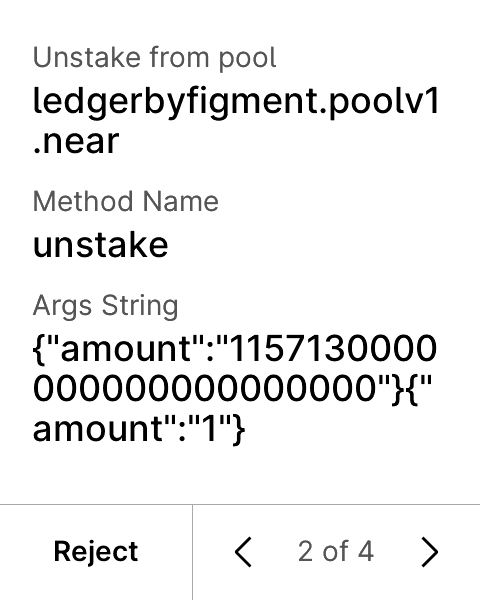 Unstake from pool
ledgerbyfigment.poolv1
.near
Method Name
unstake
Args String
{"amount":"1157130000
00000000000000000"}{"
amount":"1"}
Reject
2 of 4